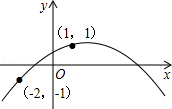 y
(1, 1)
O
x
(-2, -1)